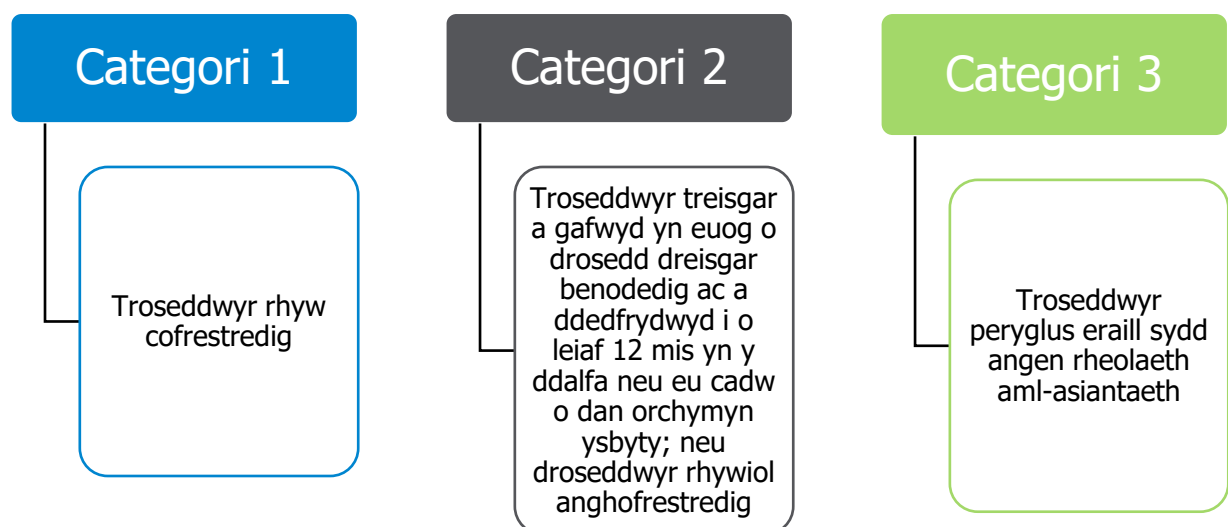 Categori 1
Troseddwyr rhyw
cofrestredig
Categori 2
Troseddwyr treisgar
a gafwyd yn euog o
drosedd dreisgar
benodedig ac a
ddedfrydwyd i o
leiaf 12 mis yn y
ddalfa neu eu cadw
o dan orchymyn
ysbyty; neu
droseddwyr rhywiol
anghofrestredig
Categori 3
Troseddwyr
peryglus eraill sydd
angen rheolaeth
aml-asiantaeth